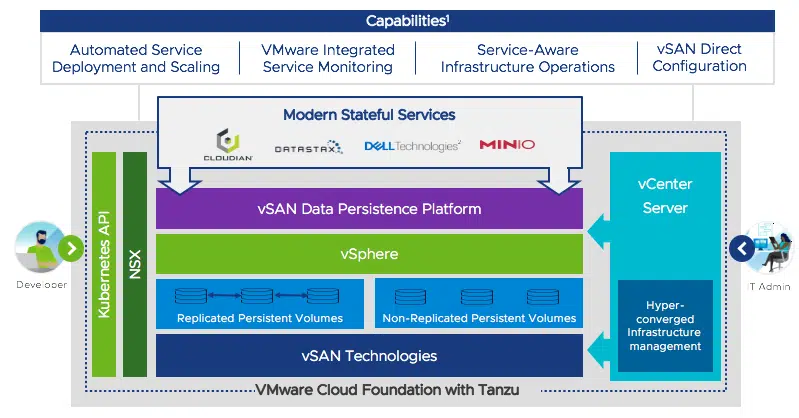 Capabilities¹
Automated Service
Deployment and Scaling
VMware Integrated
Service Monitoring
Service-Aware
Infrastructure Operations
vSAN Direct
Configuration
Modern Stateful Services
CLOUDIAN
DATASTAX
DELLTechnologies²
MINIO
Kubernetes API
NSX
vSAN Data Persistence Platform
vSphere
Replicated Persistent Volumes
Non-Replicated Persistent Volumes
vSAN Technologies
vCenter
Server
Hyper-
converged
Infrastructure
management
Developer
IT Admin
VMware Cloud Foundation with Tanzu